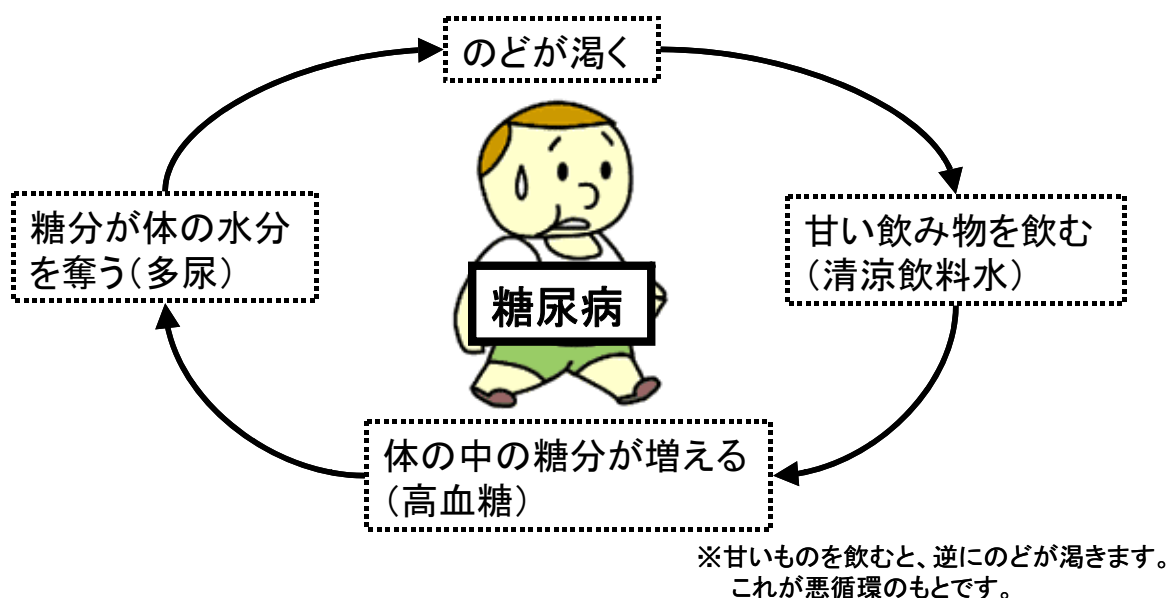 のどが渇く
甘い飲み物を飲む
（清涼飲料水）
体の中の糖分が増える
（高血糖）
糖分が体の水分
を奪う（多尿）
糖尿病
※甘いものを飲むと、逆にのどが渇きます。
これが悪循環のもとです。